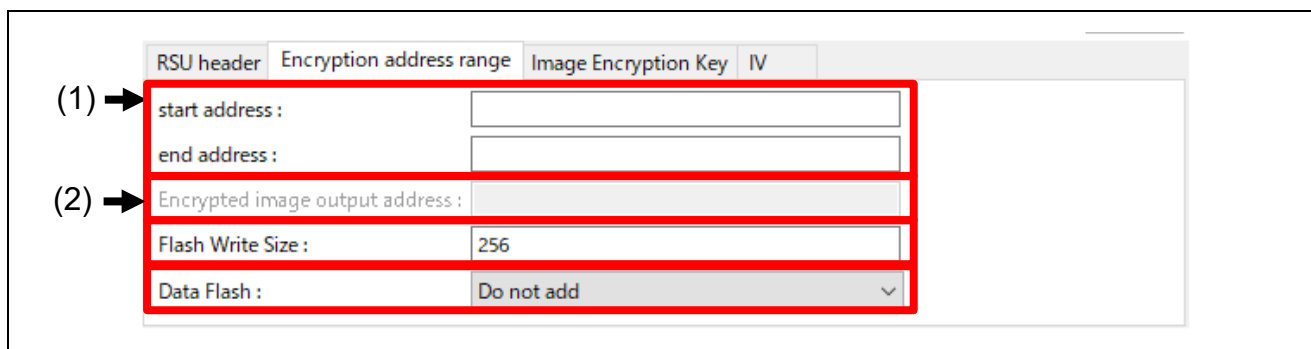 RSU header Encryption address range Image Encryption Key IV
(1) start address :
end address :
(2) Encrypted image output address :
Flash Write Size : 256
Data Flash : Do not add